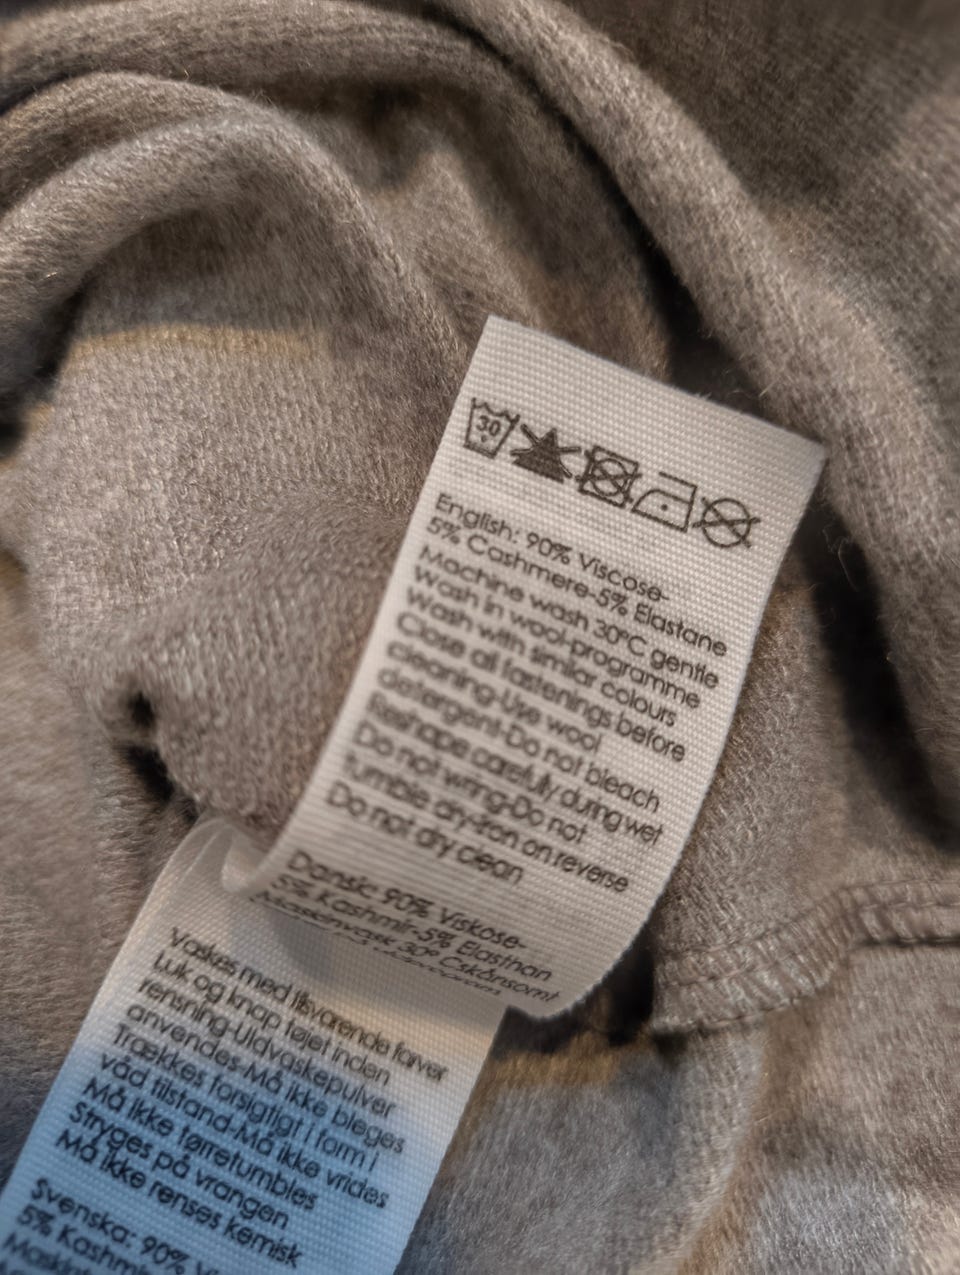 30
English: 90% Viscose-
5% Cashmere-5% Elastane
Machine wash 30°C gentle
Wash in wool-programme
Wash with similar colours
Close all fastenings before
cleaning-Use wool
detergent-Do not bleach
Reshape carefully during wet
Do not wring-Do not
tumble dry-Iron on reverse
Do not dry clean
Dansk: 90% Viskose-
5% Kashmir-5% Elasthan
Maskinvask 30° Cskånsomt
Vaskes med tilsvarende farver
Luk og knap tøjet inden
rensning-Uldvaskepulver
anvendes-Må ikke bleges
Trækkes forsigtigt i form i
våd tilstand-Må ikke vrides
Må ikke tørretumbles
Stryges på vrangen
Må ikke renses kemisk
Svenska: 90%
5%